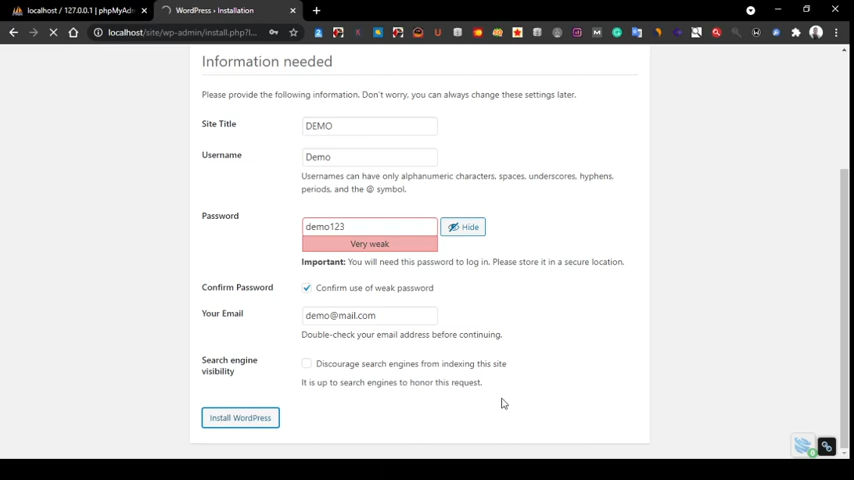 localhost / 127.0.0.1 | phpMyAdm
WordPress › Installation
localhost/site/wp-admin/install.php?l...
Information needed
Please provide the following information. Don't worry, you can always change these settings later.
Site Title
DEMO
Username
Demo
Usernames can have only alphanumeric characters, spaces, underscores, hyphens,
periods, and the @ symbol.
Password
demo123
Hide
Very weak
Important: You will need this password to log in. Please store it in a secure location.
Confirm Password
Confirm use of weak password
Your Email
demo@mail.com
Double-check your email address before continuing.
Search engine
visibility
Discourage search engines from indexing this site
It is up to search engines to honor this request.
Install WordPress